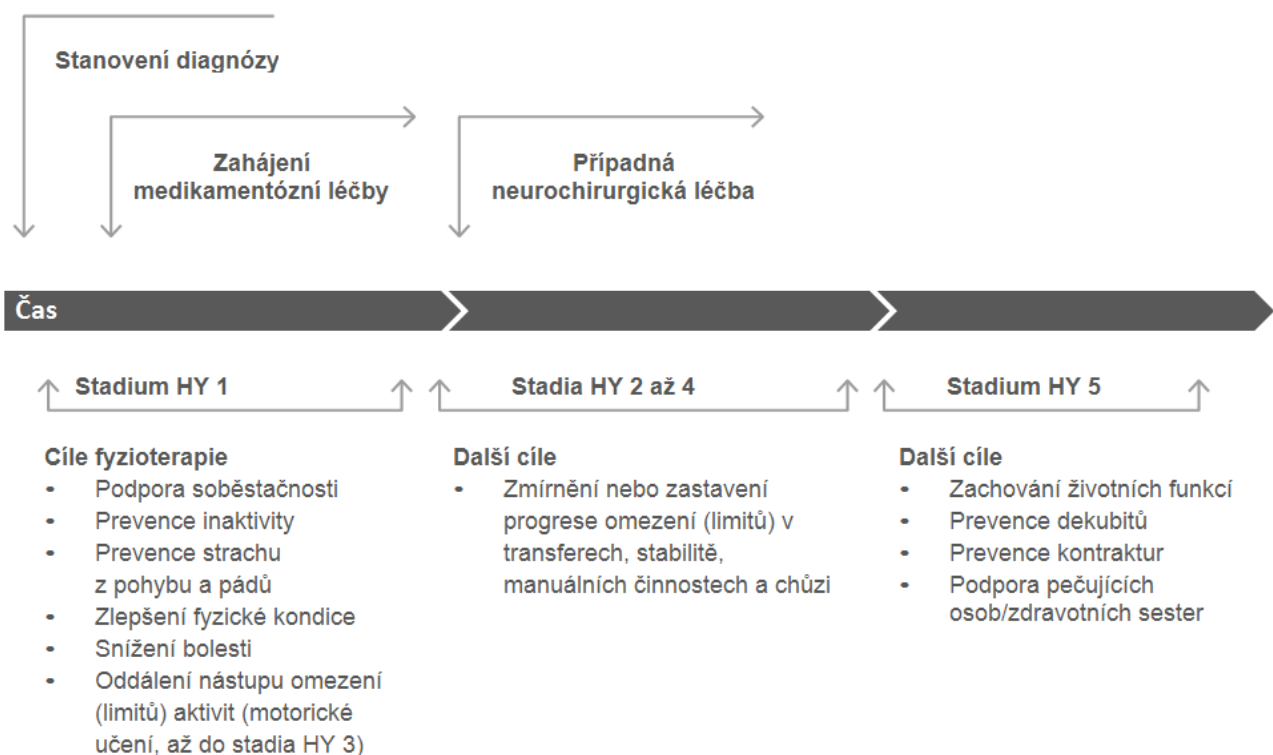 Stanovení diagnózy
Zahájení
medikamentózní léčby
Případná
neurochirurgická léčba
Čas
Stadium HY 1
Stadia HY 2 až 4
Stadium HY 5
Cíle fyzioterapie
• Podpora soběstačnosti
• Prevence inaktivity
• Prevence strachu
z pohybu a pádů
• Zlepšení fyzické kondice
• Snížení bolesti
• Oddálení nástupu omezení
(limitů) aktivit (motorické
učení, až do stadia HY 3)
Další cíle
• Zmírnění nebo zastavení
progrese omezení (limitů) v
transferech, stabilitě,
manuálních činnostech a chůzi
Další cíle
• Zachování životních funkcí
• Prevence dekubitů
• Prevence kontraktur
• Podpora pečujících
osob/zdravotních sester